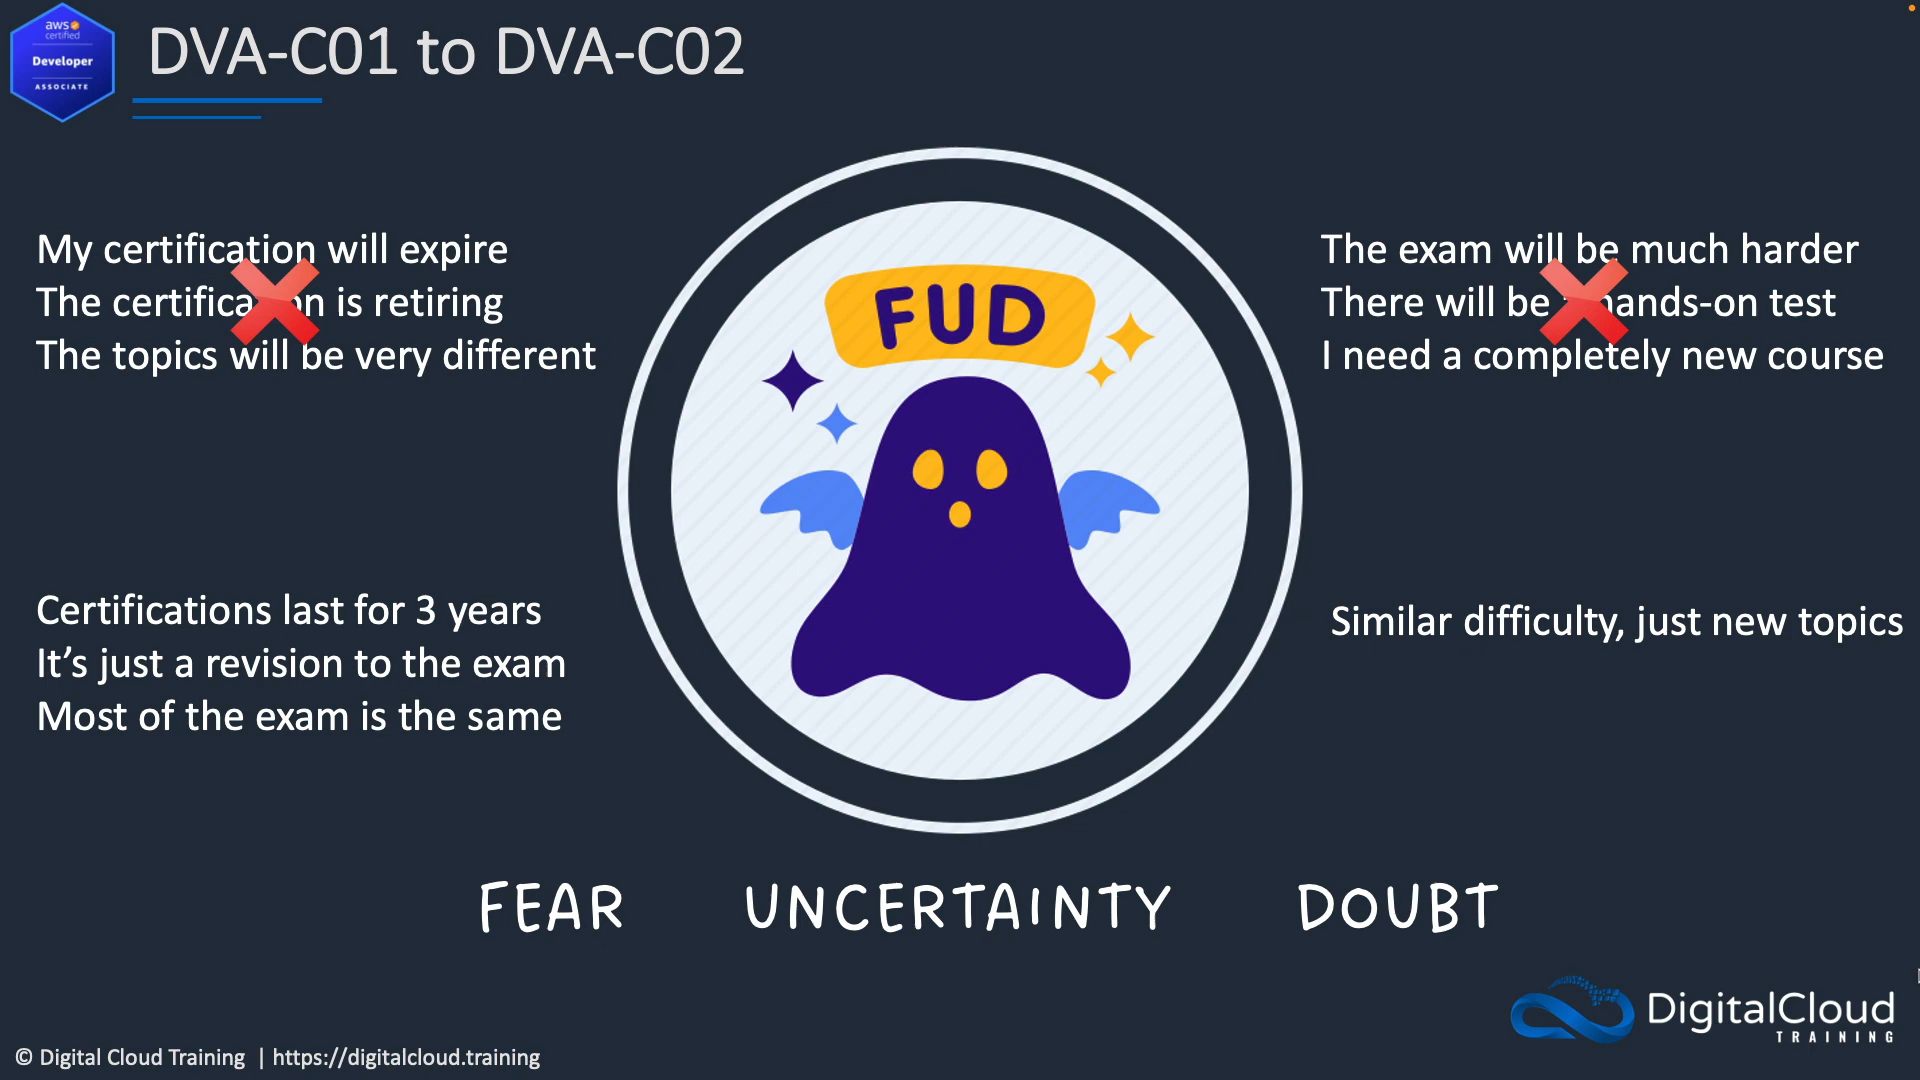 aws
certified
Developer
ASSOCIATE
DVA-C01 to DVA-C02
My certification will expire
The certification is retiring
The topics will be very different
The exam will be much harder
There will be hands-on test
I need a completely new course
FUD
Certifications last for 3 years
It's just a revision to the exam
Most of the exam is the same
Similar difficulty, just new topics
FEAR UNCERTAINTY DOUBT
DigitalCloud
TRAINING
© Digital Cloud Training | https://digitalcloud.training